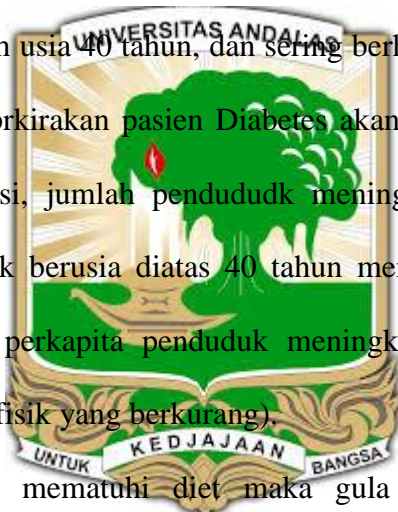 UNIVERSITAS ANDALAS
n usia 40 tahun, dan sering berh
rkirakan pasien Diabetes akan
si, jumlah pendududk mening
k berusia diatas 40 tahun me
perkapita penduduk meningk
fisik yang berkurang).
UNTUK KEDJAJAAN BANGSA
mematuhi diet maka gula